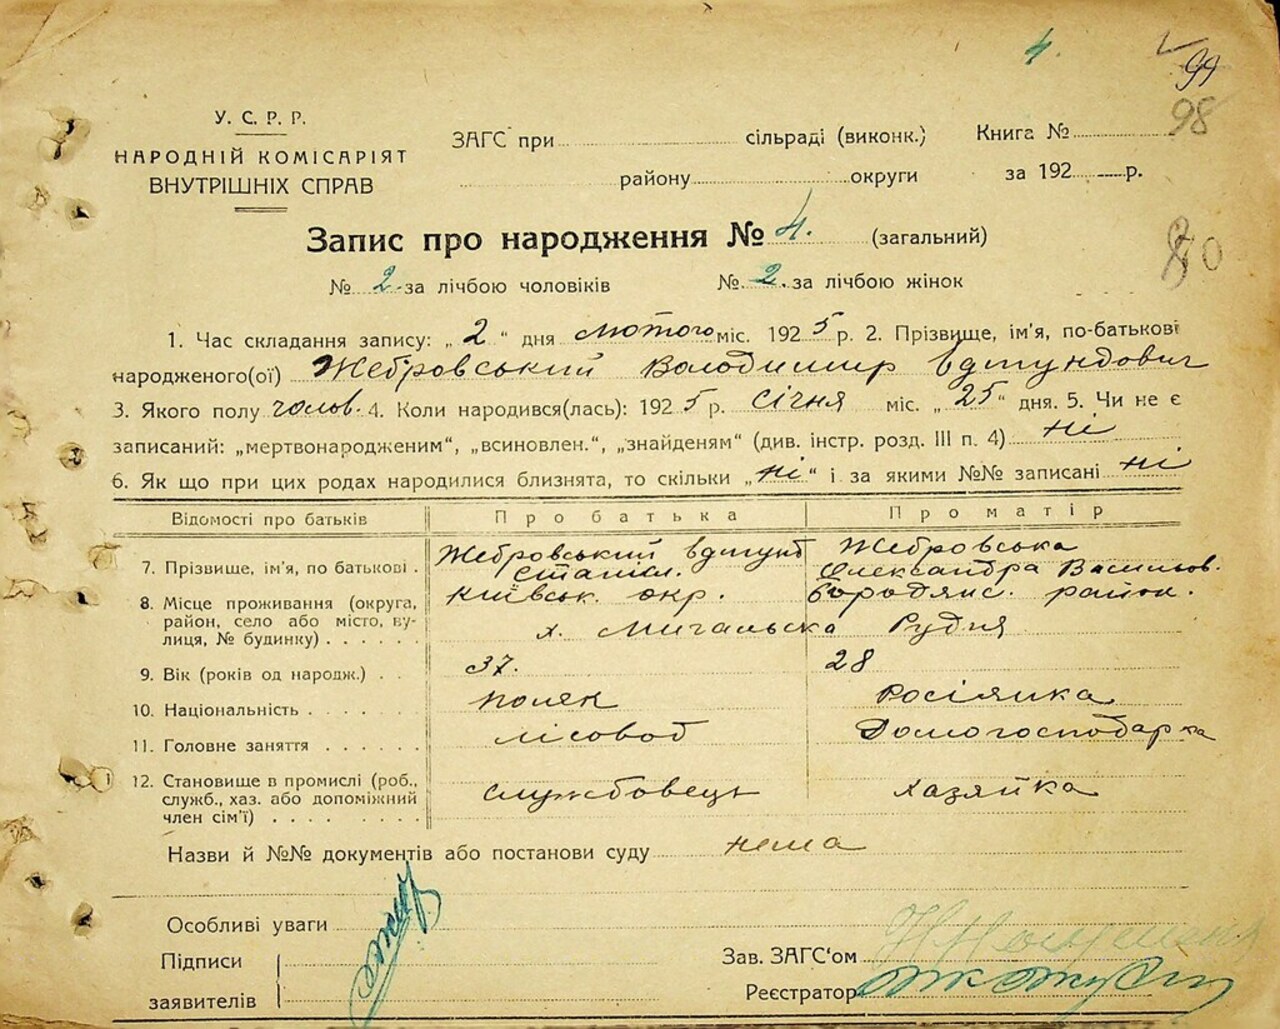 4.
99
98
У. С. Р. Р.
НАРОДНІЙ КОМІСАРІЯТ
ВНУТРІШНІХ СПРАВ
ЗАГС при сільраді (виконк.) Книга №
району округи за 192 р.
Запис про народження № 4. (загальний)
№ 2 за лічбою чоловіків № 2. за лічбою жінок
1. Час складання запису: „ 2 “ дня лютого міс. 1925 р. 2. Прізвище, ім'я, по-батькові
народженого(ої) Жебровський Володимир Едмундович
3. Якого полу чолов. 4. Коли народився(лась): 1925 р. січня міс. „ 25 “ дня. 5. Чи не є
записаний: „мертвонародженим“, „всиновлен.“, „знайденям“ (див. інстр. розд. III п. 4) ні
6. Як що при цих родах народилися близнята, то скільки „ ні “ і за якими №№ записані ні
Відомості про батьків Про батька Про матір
7. Прізвище, ім'я, по батькові . Жебровський Едмунд Станісл. Жебровська Олександра Васильов.
8. Місце проживання (округа, район, село або місто, вулиця, № будинку) . . . . . . Київськ. окр. Бородянс. район.
х. Мигальська Рудня
9. Вік (років од народж.) . . 37. 28
10. Національність . . . . . . . поляк росіянка
11. Головне заняття . . . . . . лісовод Домогосподарка
12. Становище в промислі (роб., служб., хаз. або допоміжний член сім'ї) . . . . . . . . . службовець хазяйка
Назви й №№ документів або постанови суду нема
Особливі уваги
Підписи
заявителів
Зав. ЗАГС'ом
Реєстратор